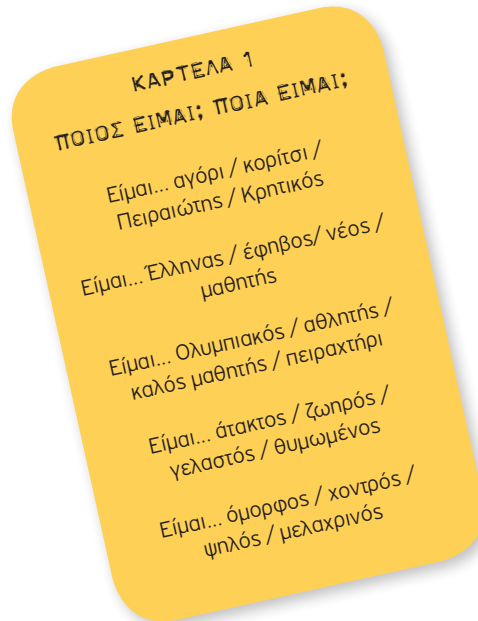 ΚΑΡΤΕΛΑ 1
ΠΟΙΟΣ ΕΙΜΑΙ; ΠΟΙΑ ΕΙΜΑΙ;
Είμαι... αγόρι / κορίτσι /
Πειραιώτης / Κρητικός
Είμαι... Έλληνας / έφηβος/ νέος /
μαθητής
Είμαι... Ολυμπιακός / αθλητής /
καλός μαθητής / πειραχτήρι
Είμαι... άτακτος / ζωηρός /
γελαστός / θυμωμένος
Είμαι... όμορφος / χοντρός /
ψηλός / μελαχρινός